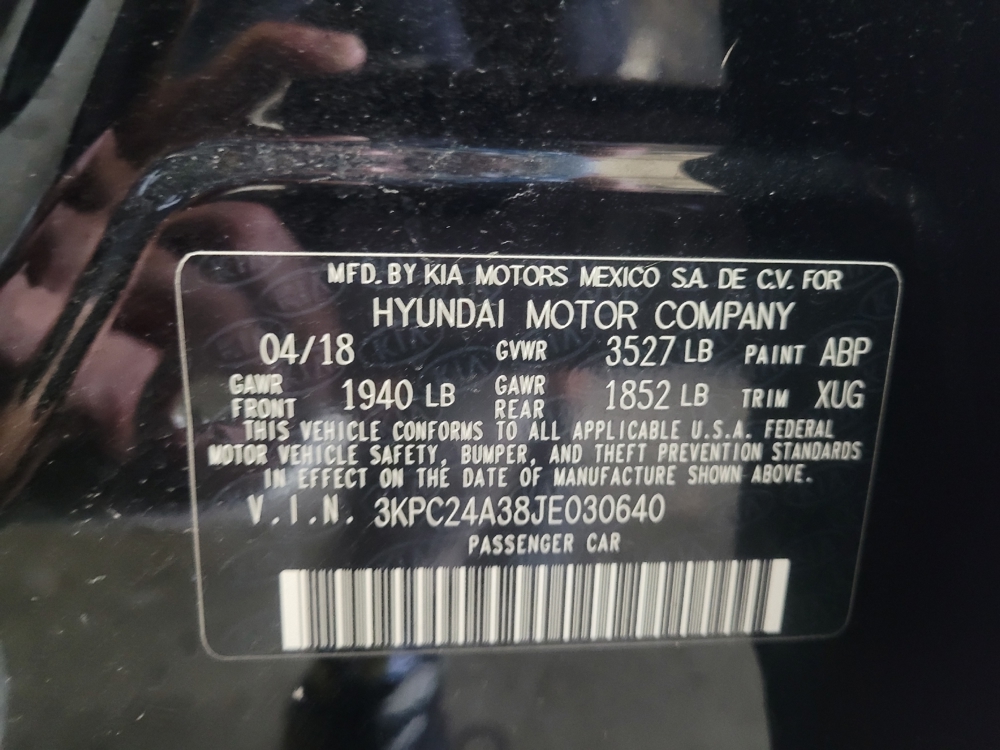 MFD. BY KIA MOTORS MEXICO S.A. DE C.V. FOR
HYUNDAI MOTOR COMPANY
04/18 GVWR 3527 LB PAINT ABP
GAWR FRONT 1940 LB GAWR REAR 1852 LB TRIM XUG
THIS VEHICLE CONFORMS TO ALL APPLICABLE U.S.A. FEDERAL
MOTOR VEHICLE SAFETY, BUMPER, AND THEFT PREVENTION STANDARDS
IN EFFECT ON THE DATE OF MANUFACTURE SHOWN ABOVE.
V.I.N. 3KPC24A38JE030640
PASSENGER CAR